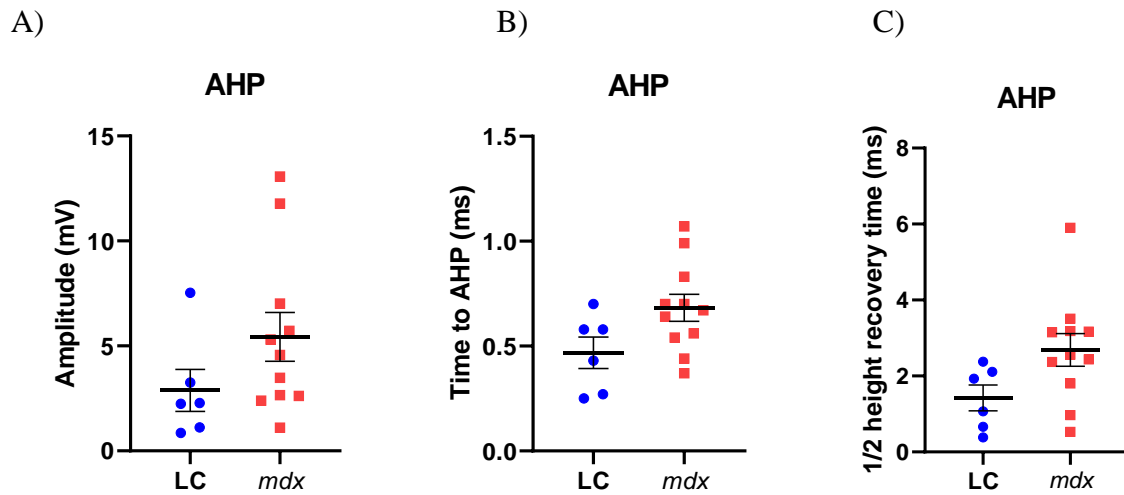 A)
AHP
Amplitude (mV)
15
10
5
0
LC
mdx
B)
AHP
Time to AHP (ms)
1.5
1.0
0.5
0.0
LC
mdx
C)
AHP
1/2 height recovery time (ms)
8
6
4
2
0
LC
mdx